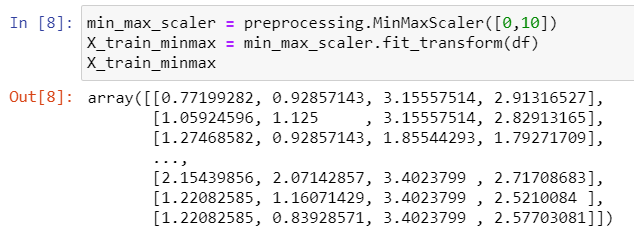 In [8]: min_max_scaler = preprocessing.MinMaxScaler([0,10])
X_train_minmax = min_max_scaler.fit_transform(df)
X_train_minmax
Out[8]: array([[0.77199282, 0.92857143, 3.15557514, 2.91316527],
[1.05924596, 1.125     , 3.15557514, 2.82913165],
[1.27468582, 0.92857143, 1.85544293, 1.79271709],
...,
[2.15439856, 2.07142857, 3.4023799 , 2.71708683],
[1.22082585, 1.16071429, 3.4023799 , 2.5210084 ],
[1.22082585, 0.83928571, 3.4023799 , 2.57703081]])